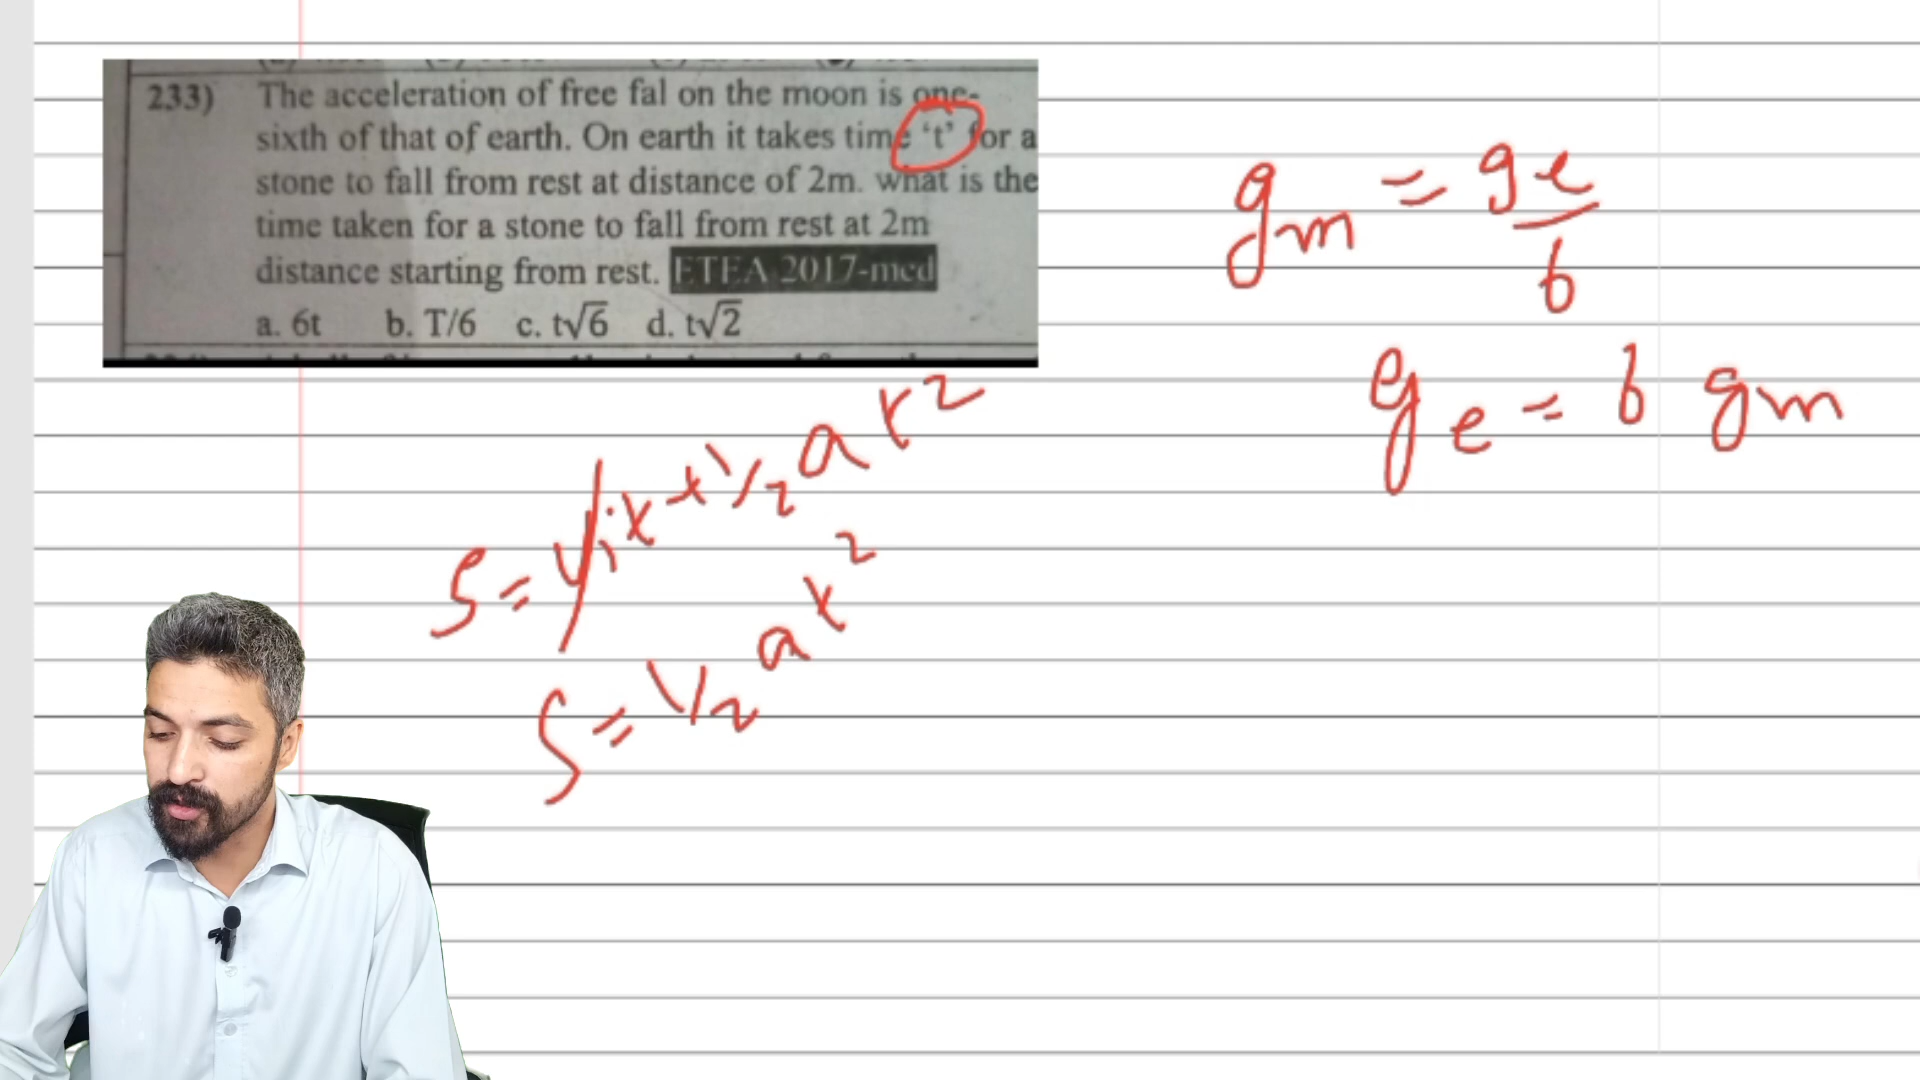 233) The acceleration of free fal on the moon is one-
sixth of that of earth. On earth it takes time ‘t’ for a
stone to fall from rest at distance of 2m. what is the
time taken for a stone to fall from rest at 2m
distance starting from rest. ETEA 2017-med
a. 6t b. T/6 c. t√6 d. t√2
gm = ge/6
ge = 6 gm
S = Vit + 1/2 at²
S = 1/2 at²